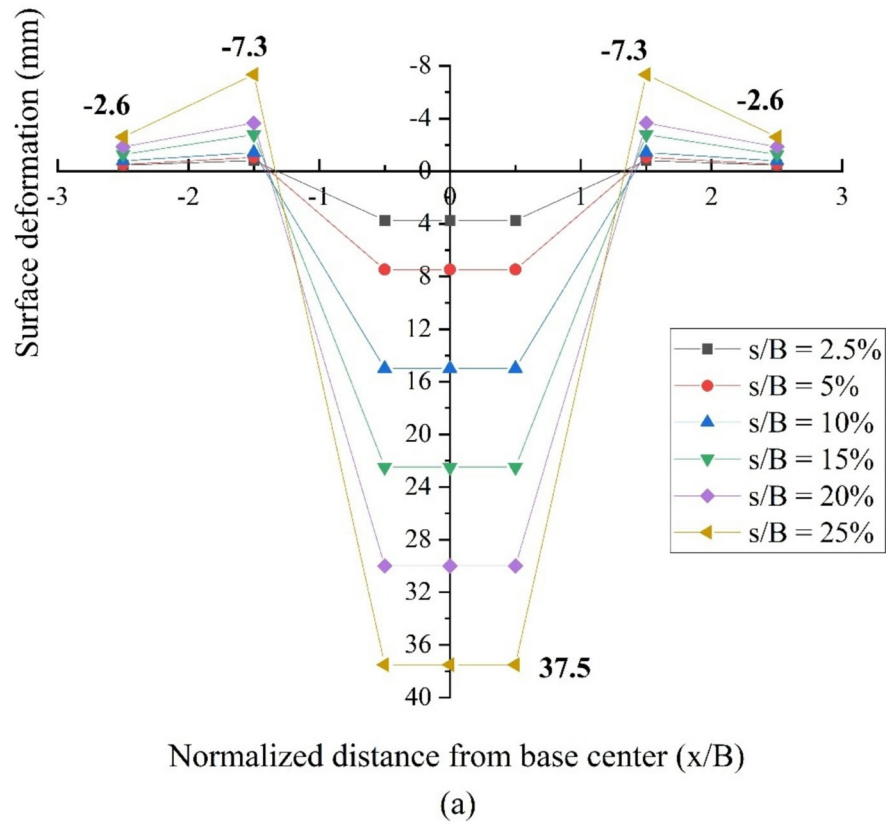 Surface deformation (mm)
-7.3
-7.3
-2.6
-2.6
-8
-4
0
4
8
12
16
20
24
28
32
36
40
-3
-2
-1
0
1
2
3
37.5
s/B = 2.5%
s/B = 5%
s/B = 10%
s/B = 15%
s/B = 20%
s/B = 25%
Normalized distance from base center (x/B)
(a)